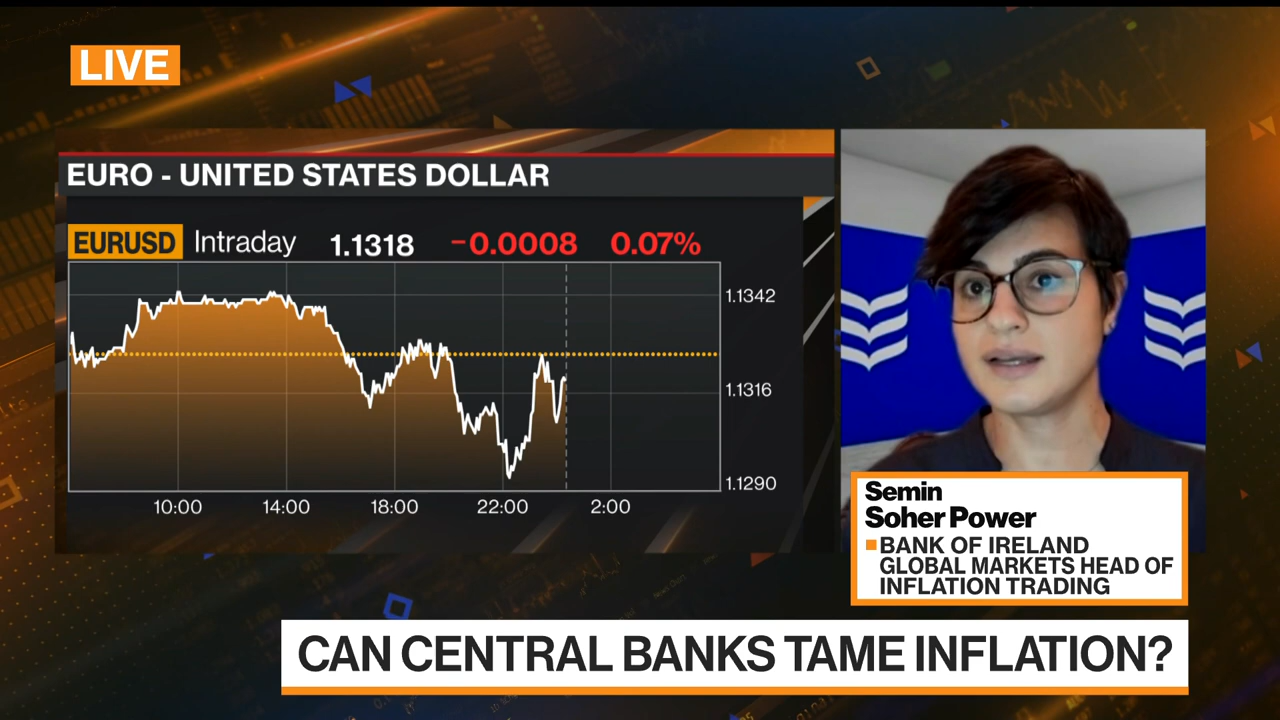 LIVE
EURO - UNITED STATES DOLLAR
EURUSD Intraday 1.1318 −0.0008 0.07%
1.1342
1.1316
1.1290
10:00 14:00 18:00 22:00 2:00
Semin
Soher Power
BANK OF IRELAND
GLOBAL MARKETS HEAD OF
INFLATION TRADING
CAN CENTRAL BANKS TAME INFLATION?